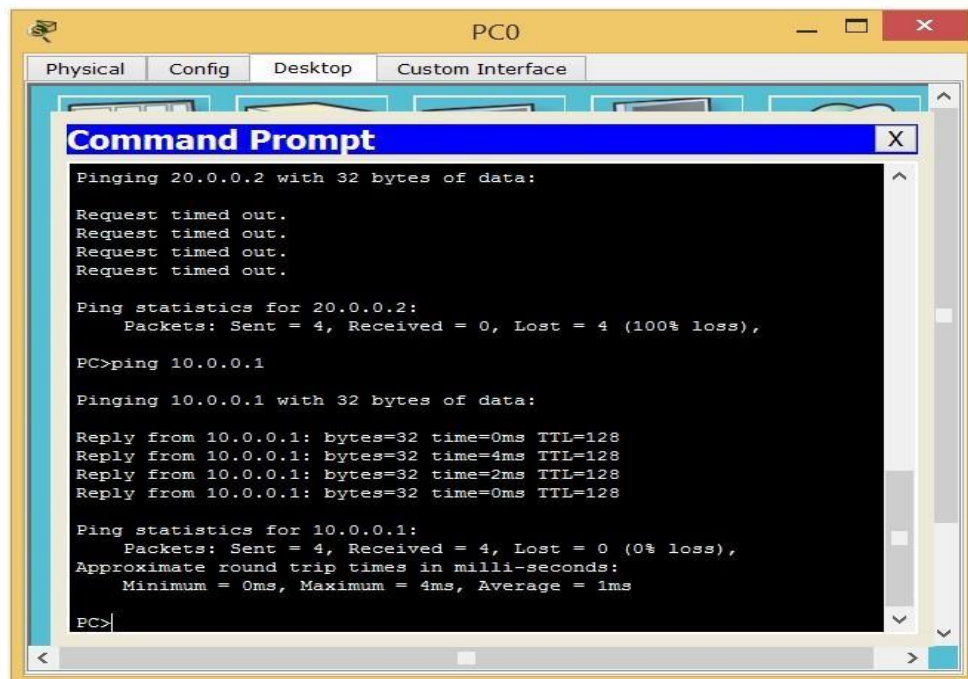 PC0
Physical Config Desktop Custom Interface
Command Prompt
X
Pinging 20.0.0.2 with 32 bytes of data:
Request timed out.
Request timed out.
Request timed out.
Request timed out.
Ping statistics for 20.0.0.2:
Packets: Sent = 4, Received = 0, Lost = 4 (100% loss),
PC>ping 10.0.0.1
Pinging 10.0.0.1 with 32 bytes of data:
Reply from 10.0.0.1: bytes=32 time=0ms TTL=128
Reply from 10.0.0.1: bytes=32 time=4ms TTL=128
Reply from 10.0.0.1: bytes=32 time=2ms TTL=128
Reply from 10.0.0.1: bytes=32 time=0ms TTL=128
Ping statistics for 10.0.0.1:
Packets: Sent = 4, Received = 4, Lost = 0 (0% loss),
Approximate round trip times in milli-seconds:
Minimum = 0ms, Maximum = 4ms, Average = 1ms
PC>